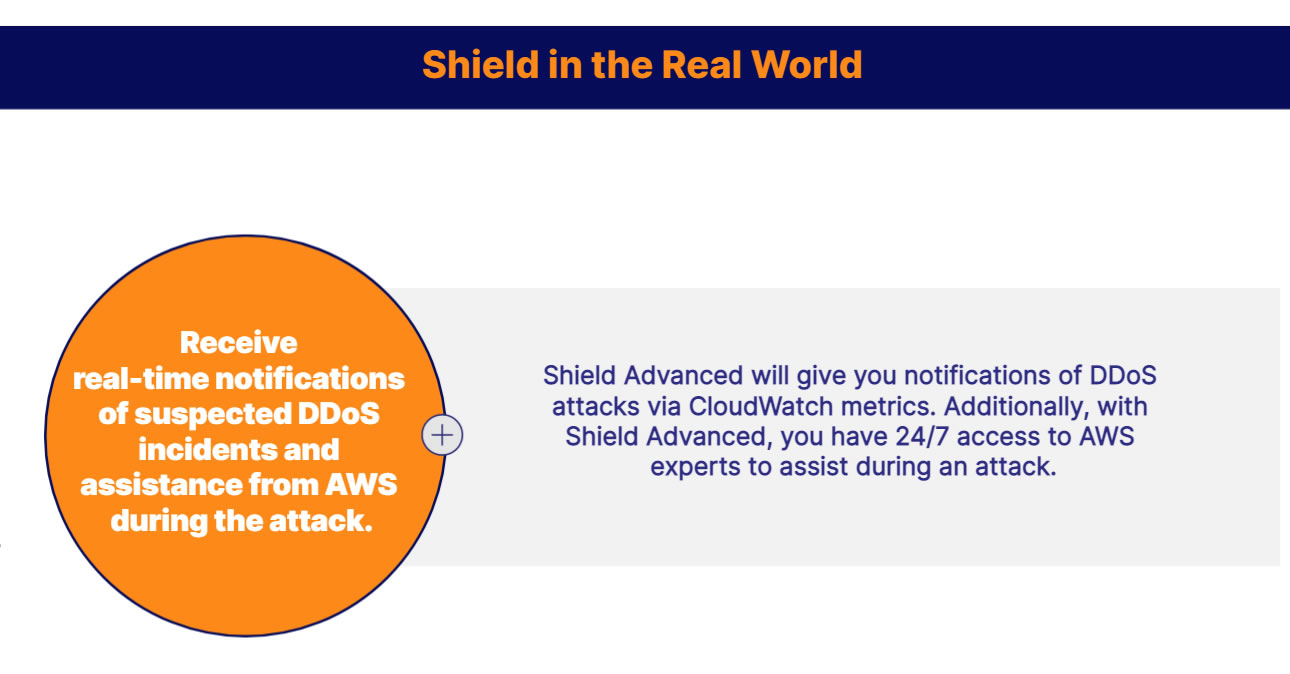 Shield in the Real World
Receive
real-time notifications
of suspected DDoS
incidents and
assistance from AWS
during the attack.
Shield Advanced will give you notifications of DDoS
attacks via CloudWatch metrics. Additionally, with
Shield Advanced, you have 24/7 access to AWS
experts to assist during an attack.